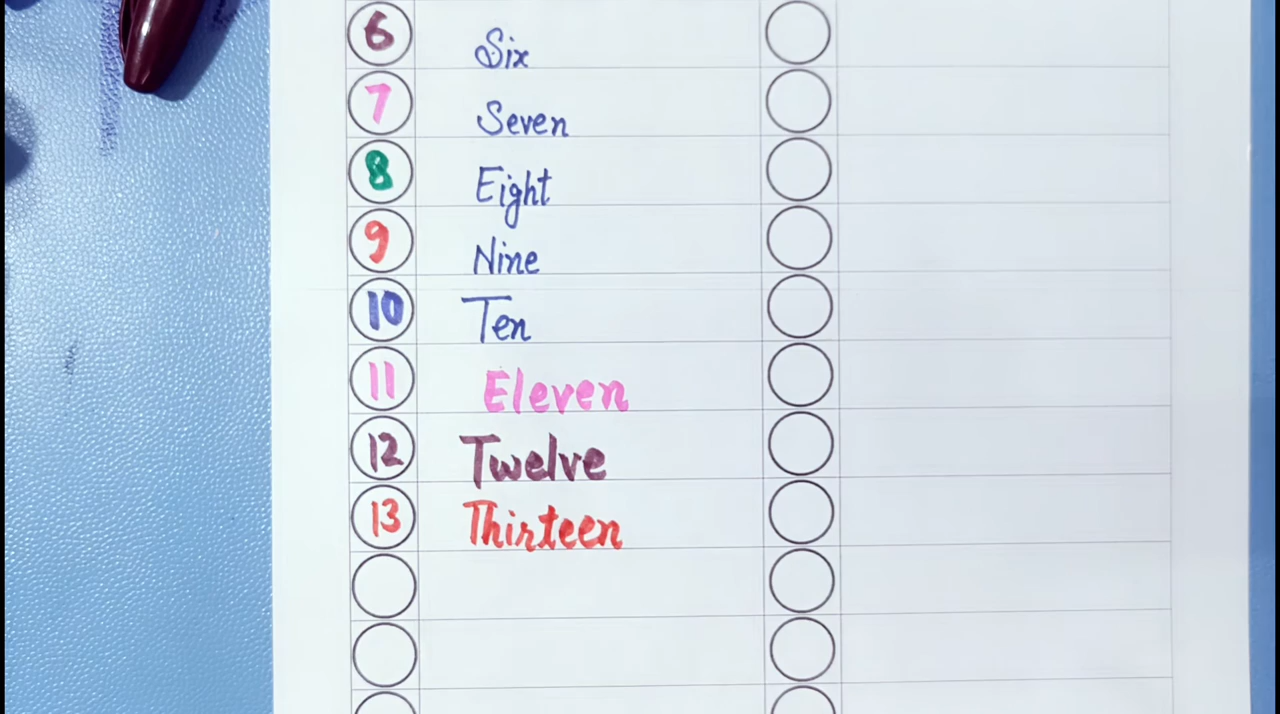 6 Six
7 Seven
8 Eight
9 Nine
10 Ten
11 Eleven
12 Twelve
13 Thirteen